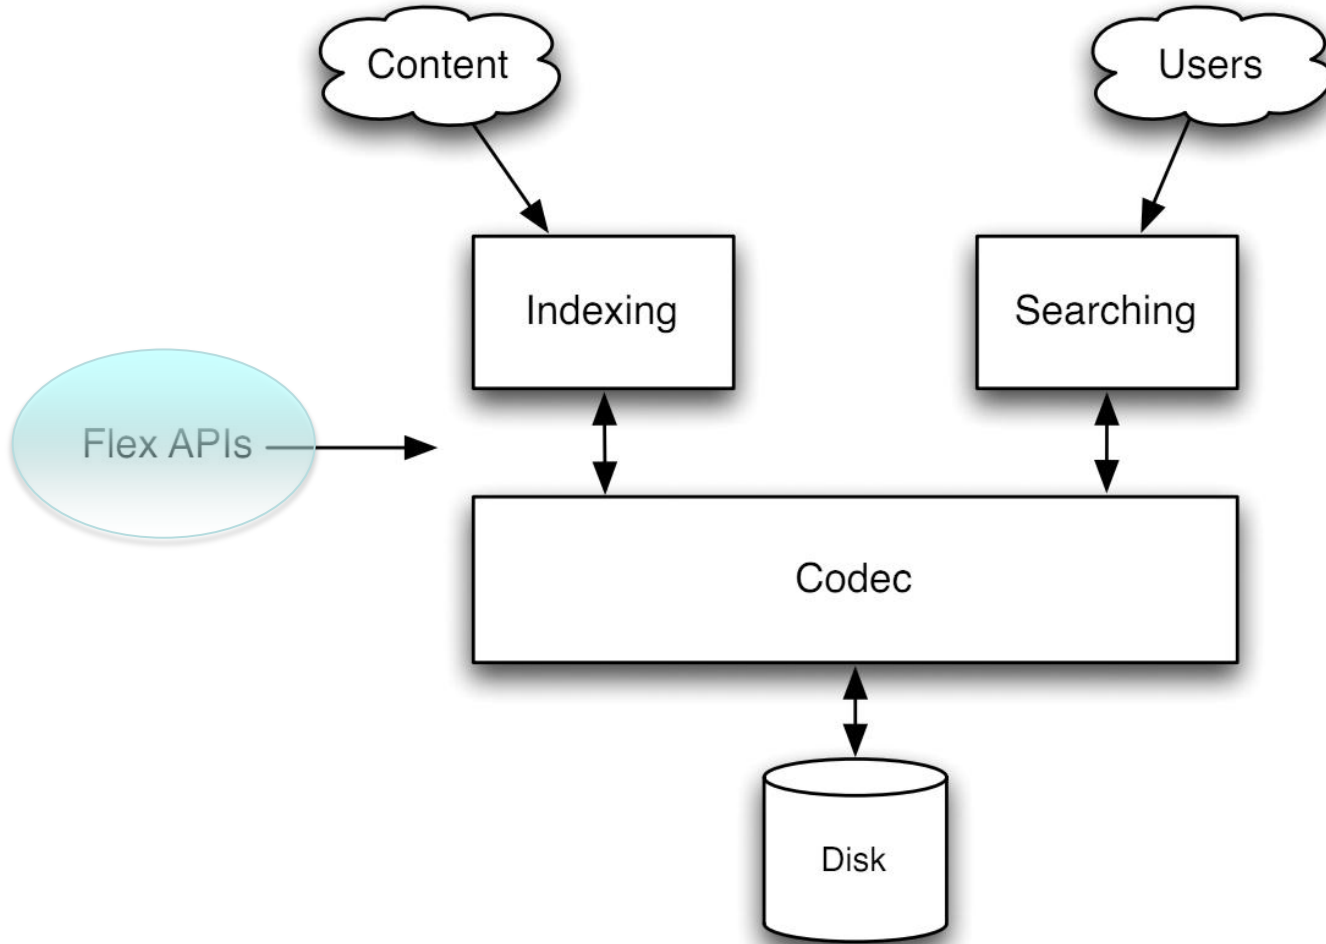 Content
Users
Indexing
Searching
Flex APIs
Codec
Disk